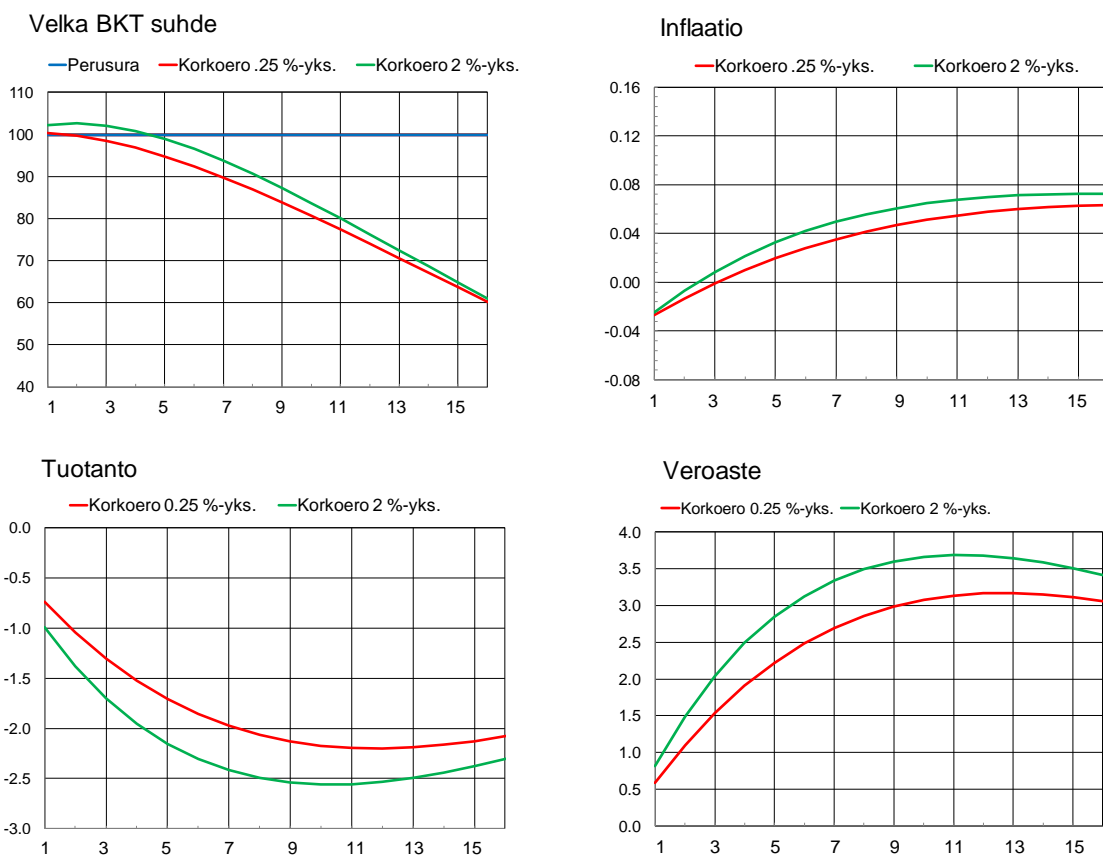 Velka BKT suhde
Perusura Korkoero .25 %-yks. Korkoero 2 %-yks.
110
100
90
80
70
60
50
40
1 3 5 7 9 11 13 15
Inflaatio
Korkoero .25 %-yks. Korkoero 2 %-yks.
0.16
0.12
0.08
0.04
0.00
-0.04
-0.08
1 3 5 7 9 11 13 15
Tuotanto
Korkoero 0.25 %-yks. Korkoero 2 %-yks.
0.0
-0.5
-1.0
-1.5
-2.0
-2.5
-3.0
1 3 5 7 9 11 13 15
Veroaste
Korkoero 0.25 %-yks. Korkoero 2 %-yks.
4.0
3.5
3.0
2.5
2.0
1.5
1.0
0.5
0.0
1 3 5 7 9 11 13 15